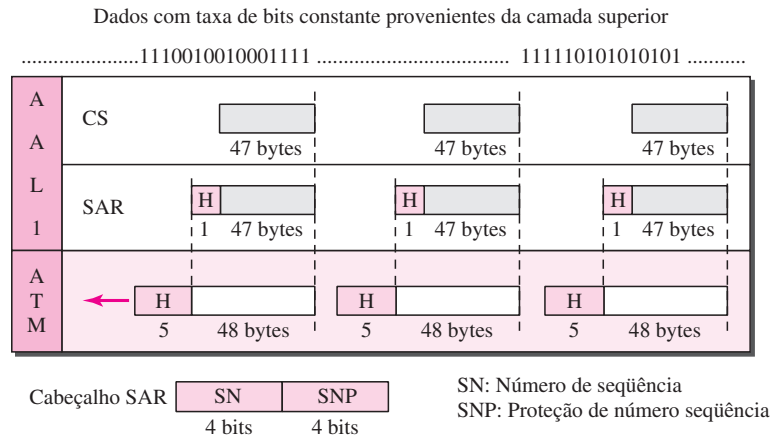 Dados com taxa de bits constante provenientes da camada superior
.......................1110010010001111 ..................................... 111110101010101 ...........
A
A
L
1
CS
47 bytes 47 bytes 47 bytes
SAR
H H H
1 47 bytes 1 47 bytes 1 47 bytes
A
T
M
H H H
5 48 bytes 5 48 bytes 5 48 bytes
Cabeçalho SAR SN SNP
4 bits 4 bits
SN: Número de seqüência
SNP: Proteção de número seqüência